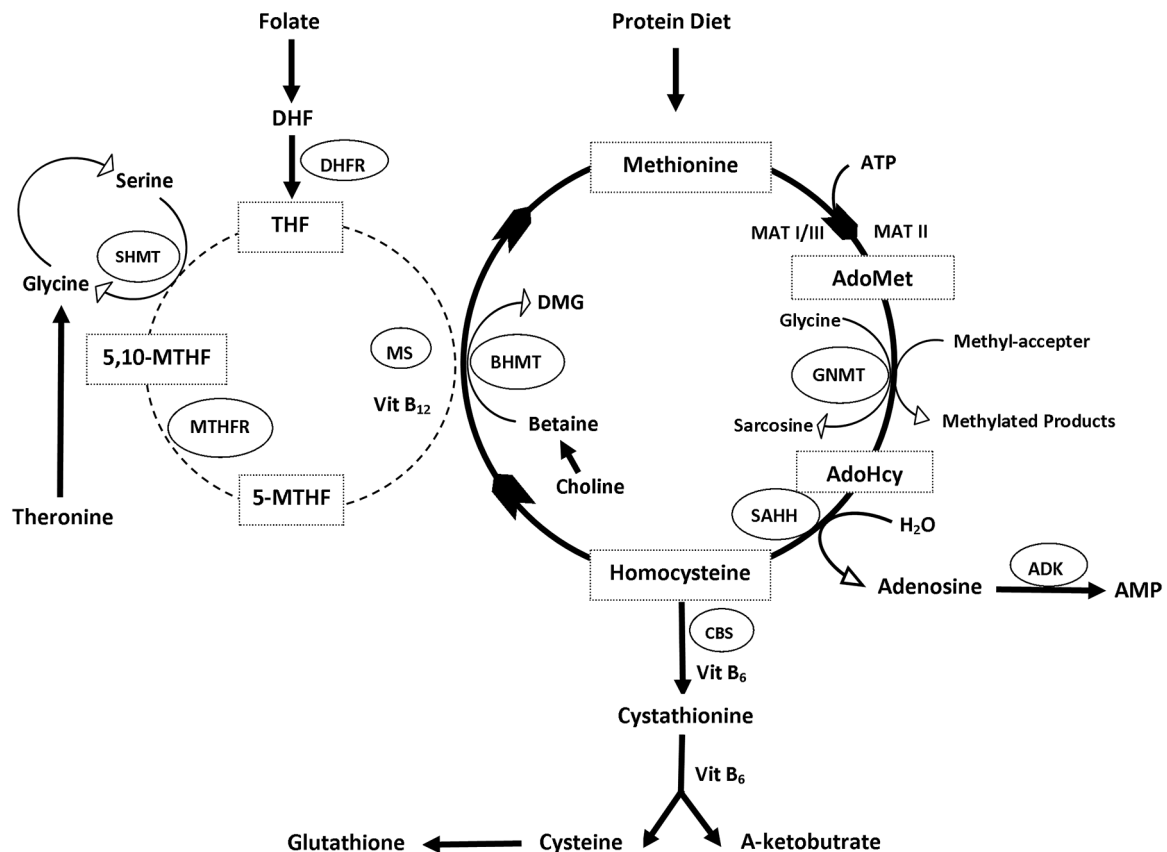 Folate
Protein Diet
DHF
DHFR
Serine
Methionine
ATP
THF
MAT I/III
MAT II
SHMT
Glycine
AdoMet
DMG
Glycine
Methyl-accepter
MS
BHMT
GNMT
5,10-MTHF
Vit B₁₂
Betaine
Sarcosine
Methylated Products
MTHFR
AdoHcy
Choline
5-MTHF
Theronine
SAHH
H₂O
Homocysteine
Adenosine
ADK
AMP
CBS
Vit B₆
Cystathionine
Vit B₆
Glutathione
Cysteine
A-ketobutrate